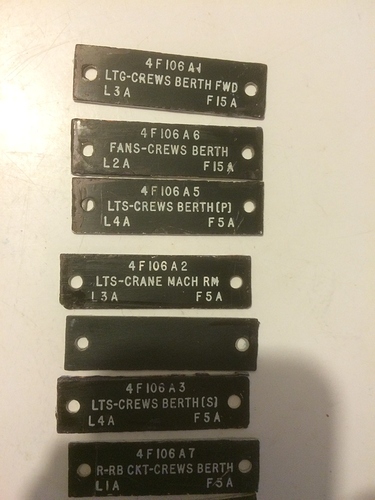 4F106A1
LTG-CREWS BERTH FWD
L3A F15A
4F106A6
FANS-CREWS BERTH
L2A F15A
4F106A5
LTS-CREWS BERTH(P)
L4A F5A
4F106A2
LTS-CRANE MACH RM
L3A F5A
4F106A3
LTS-CREWS BERTH(S)
L4A F5A
4F106A7
R-RB CKT-CREWS BERTH
L1A F5A